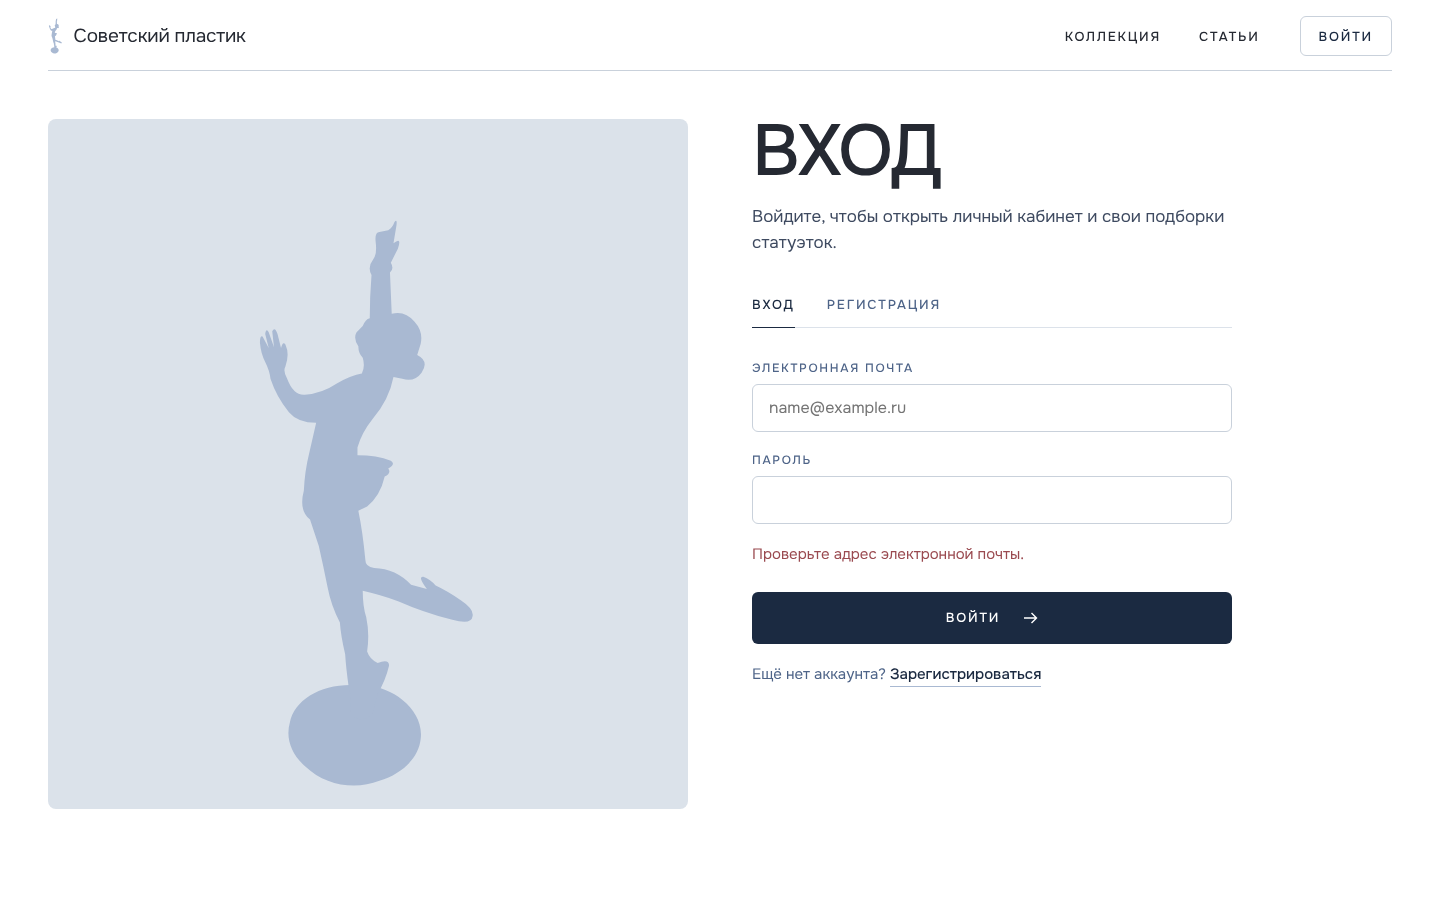 Советский пластик
КОЛЛЕКЦИЯ
СТАТЬИ
ВОЙТИ
ВХОД
Войдите, чтобы открыть личный кабинет и свои подборки
статуэток.
ВХОД
РЕГИСТРАЦИЯ
ЭЛЕКТРОННАЯ ПОЧТА
name@example.ru
ПАРОЛЬ
Проверьте адрес электронной почты.
ВОЙТИ
Ещё нет аккаунта? Зарегистрироваться